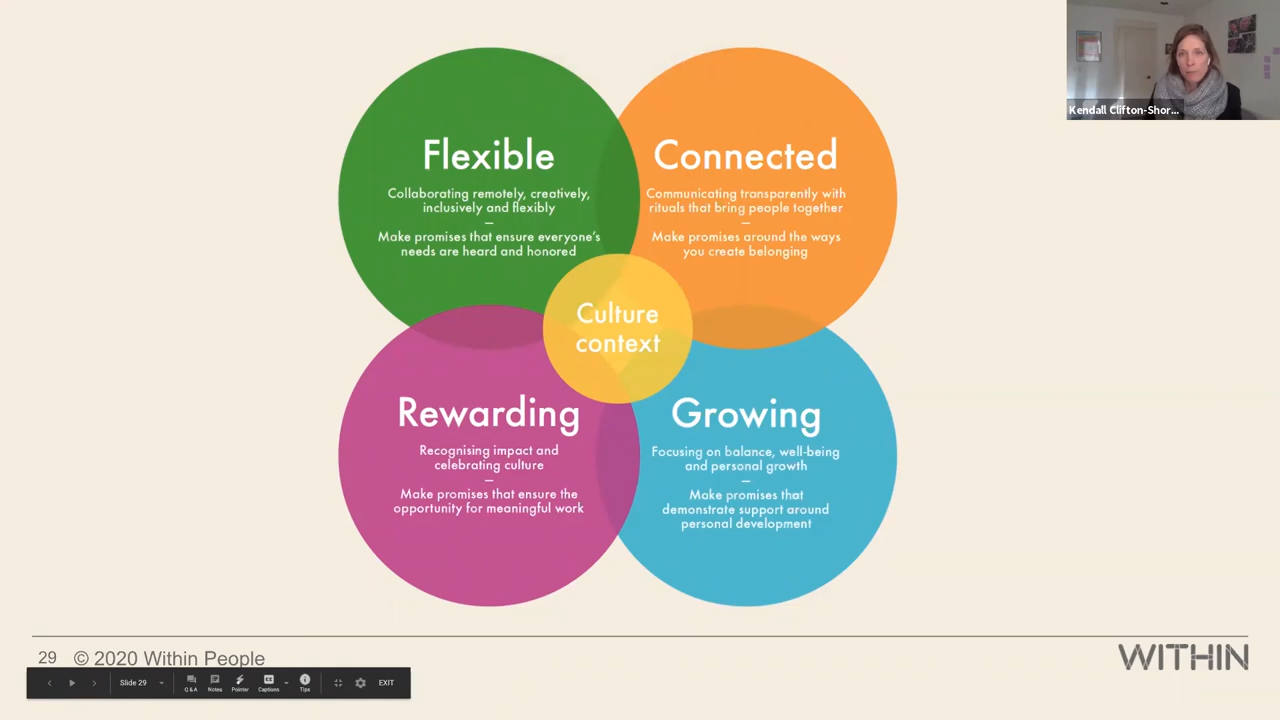 Flexible
Collaborating remotely, creatively,
inclusively and flexibly
—
Make promises that ensure everyone's
needs are heard and honored
Connected
Communicating transparently with
rituals that bring people together
—
Make promises around the ways
you create belonging
Culture
context
Rewarding
Recognising impact and
celebrating culture
—
Make promises that ensure the
opportunity for meaningful work
Growing
Focusing on balance, well-being
and personal growth
—
Make promises that
demonstrate support around
personal development
Kendall Clifton-Shor...
29 © 2020 Within People
WITHIN
Slide 29
Q & A
Notes
Pointer
Captions
Tips
EXIT